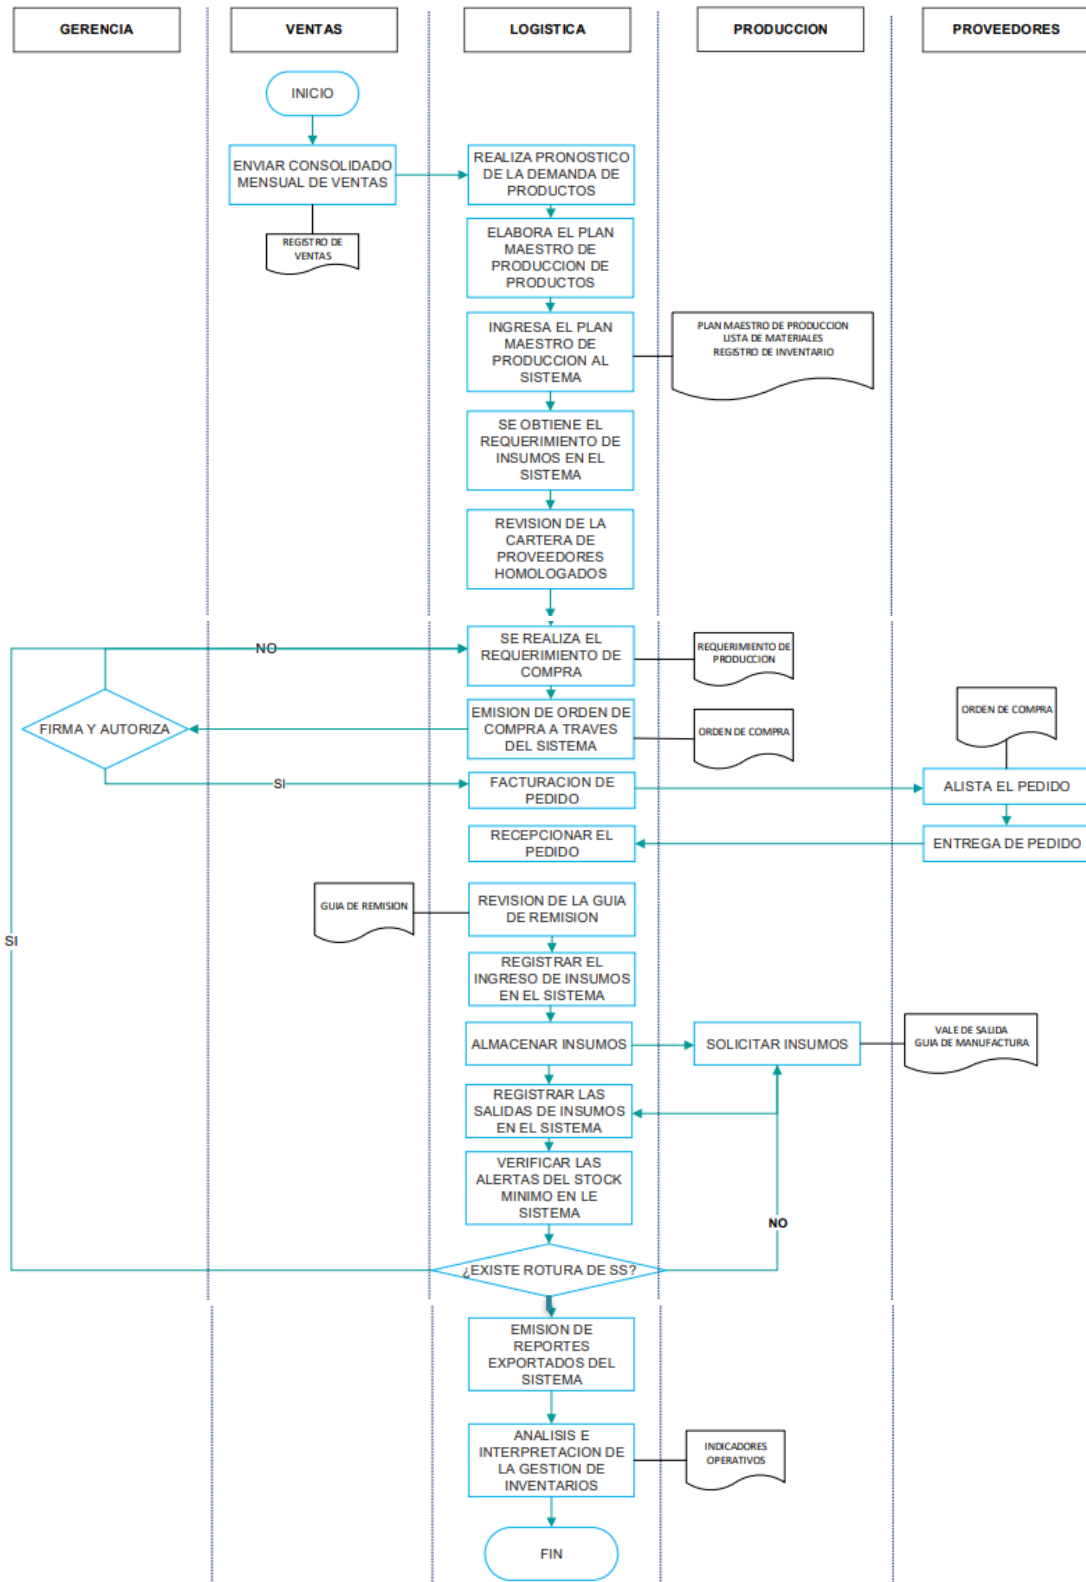 GERENCIA
VENTAS
LOGISTICA
PRODUCCION
PROVEEDORES
INICIO
ENVIAR CONSOLIDADO
MENSUAL DE VENTAS
REALIZA PRONOSTICO
DE LA DEMANDA DE
PRODUCTOS
REGISTRO DE
VENTAS
ELABORA EL PLAN
MAESTRO DE
PRODUCCION DE
PRODUCTOS
INGRESA EL PLAN
MAESTRO DE
PRODUCCION AL
SISTEMA
PLAN MAESTRO DE PRODUCCION
LISTA DE MATERIALES
REGISTRO DE INVENTARIO
SE OBTIENE EL
REQUERIMIENTO DE
INSUMOS EN EL
SISTEMA
REVISION DE LA
CARTERA DE
PROVEEDORES
HOMOLOGADOS
NO
SE REALIZA EL
REQUERIMIENTO DE
COMPRA
REQUERIMIENTO DE
PRODUCCION
FIRMA Y AUTORIZA
EMISION DE ORDEN DE
COMPRA A TRAVES
DEL SISTEMA
ORDEN DE COMPRA
ORDEN DE COMPRA
SI
FACTURACION DE
PEDIDO
ALISTA EL PEDIDO
RECEPCIONAR EL
PEDIDO
ENTREGA DE PEDIDO
GUIA DE REMISION
REVISION DE LA GUIA
DE REMISION
SI
REGISTRAR EL
INGRESO DE INSUMOS
EN EL SISTEMA
ALMACENAR INSUMOS
SOLICITAR INSUMOS
VALE DE SALIDA
GUIA DE MANUFACTURA
REGISTRAR LAS
SALIDAS DE INSUMOS
EN EL SISTEMA
VERIFICAR LAS
ALERTAS DEL STOCK
MINIMO EN LE
SISTEMA
NO
¿EXISTE ROTURA DE SS?
EMISION DE
REPORTES
EXPORTADOS DEL
SISTEMA
ANALISIS E
INTERPRETACION DE
LA GESTION DE
INVENTARIOS
INDICADORES
OPERATIVOS
FIN